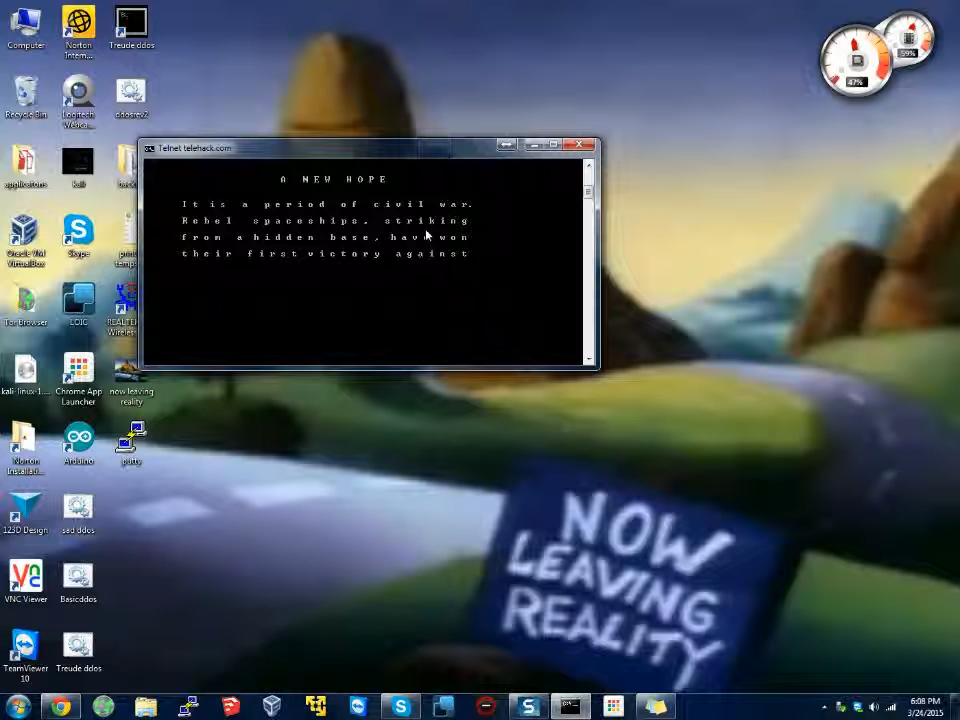 Computer
Norton Intern...
Treude ddos
Recycle Bin
Logitech Webca...
ddosrev2
applications
kali
Oracle VM VirtualBox
Skype
Tor Browser
LOIC
REALTEK Wireless
kali-linux-1....
Chrome App Launcher
now leaving reality
Norton Installati...
Arduino
putty
123D Design
sad ddos
VNC Viewer
Basicddos
TeamViewer 10
Treude ddos
47%
59%
Telnet telehack.com
A NEW HOPE
It is a period of civil war.
Rebel spaceships, striking
from a hidden base, have won
their first victory against
NOW
LEAVING
REALITY
6:08 PM
3/24/2015